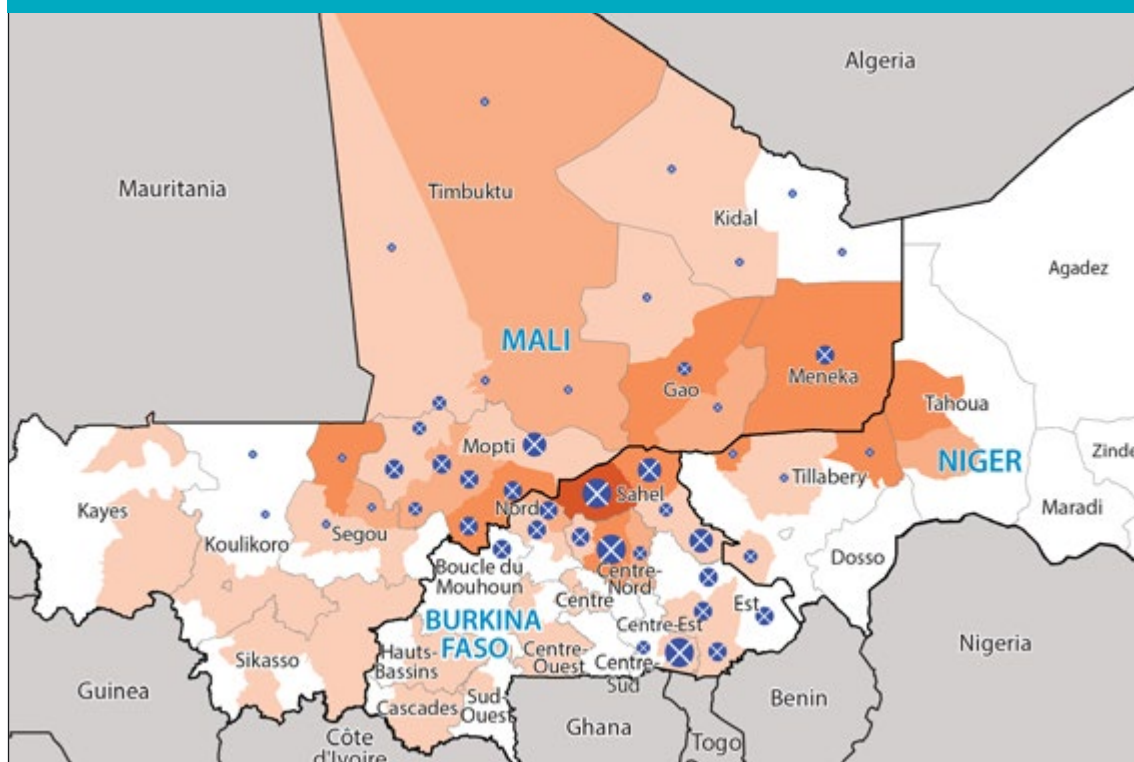 Algeria
Mauritania
Timbuktu
Kidal
Agadez
MALI
Gao
Meneka
Tahoua
Mopti
Tillabery
NIGER
Zinde
Kayes
Koulikoro
Segou
Nord
Sahel
Maradi
Dosso
Boucle du
Mouhoun
Centre-
Nord
Centre
Est
BURKINA
FASO
Centre-Est
Sikasso
Hauts-
Bassins
Centre-
Ouest
Centre-
Sud
Nigeria
Guinea
Cascades
Sud-
Ouest
Benin
Ghana
Togo
Côte
d'Ivoire